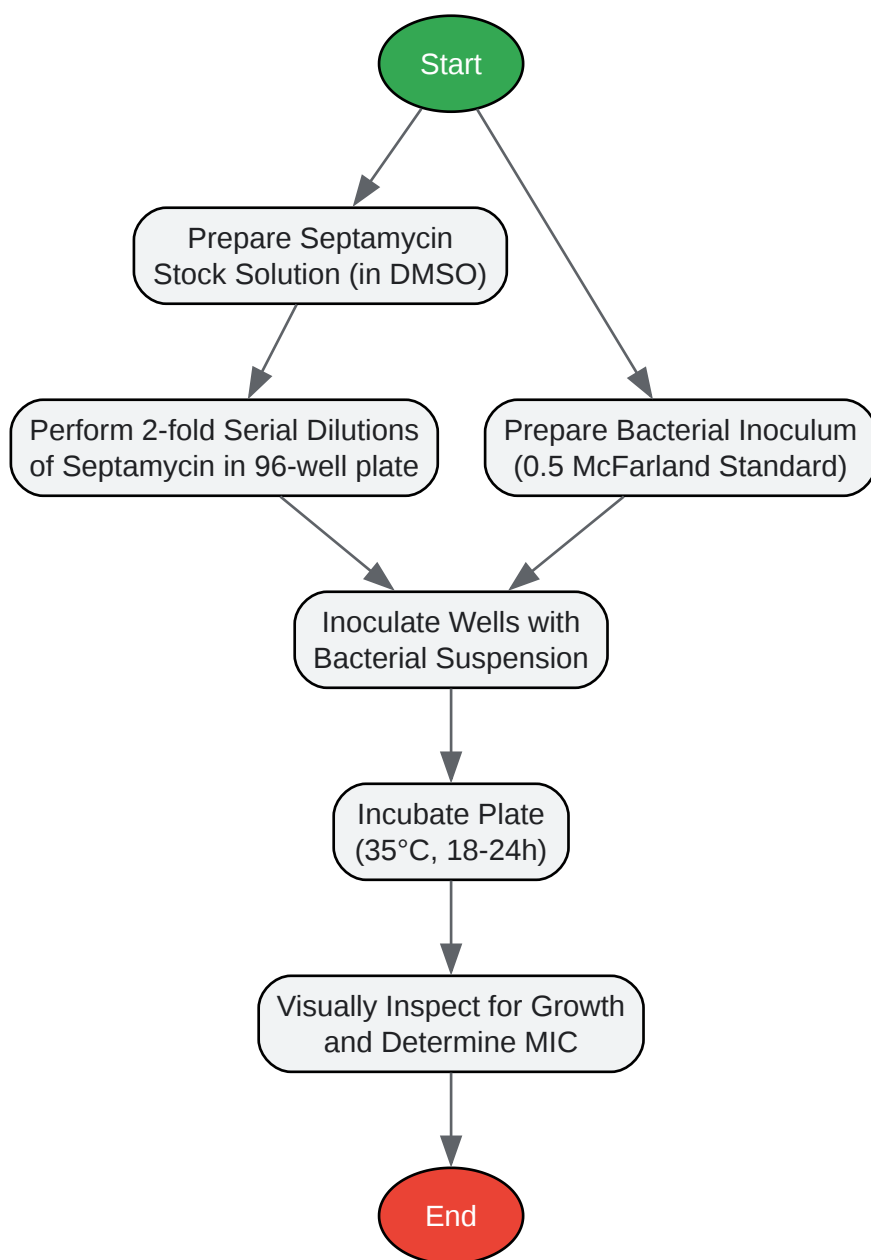 Start
Prepare Septamycin
Stock Solution (in DMSO)
Perform 2-fold Serial Dilutions
of Septamycin in 96-well plate
Prepare Bacterial Inoculum
(0.5 McFarland Standard)
Inoculate Wells with
Bacterial Suspension
Incubate Plate
(35°C, 18-24h)
Visually Inspect for Growth
and Determine MIC
End